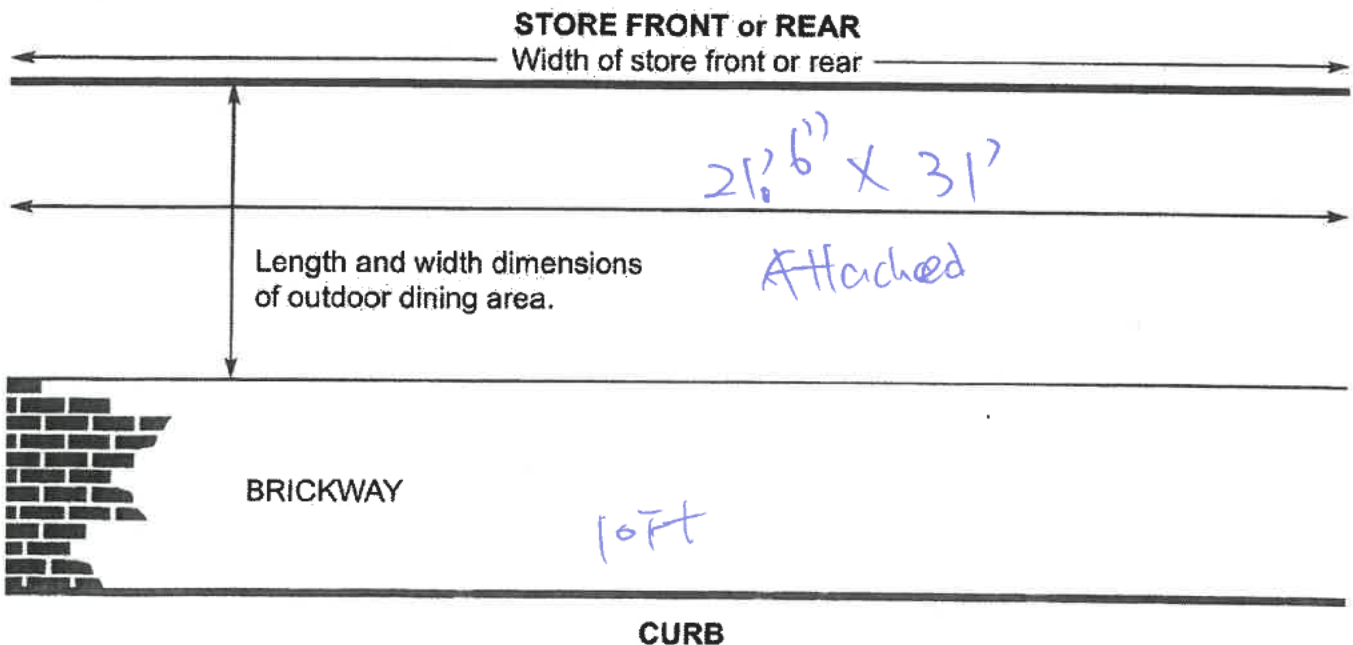 STORE FRONT or REAR
Width of store front or rear
21' 6" X 31'
Length and width dimensions
of outdoor dining area.
Attached
BRICKWAY
10Ft
CURB